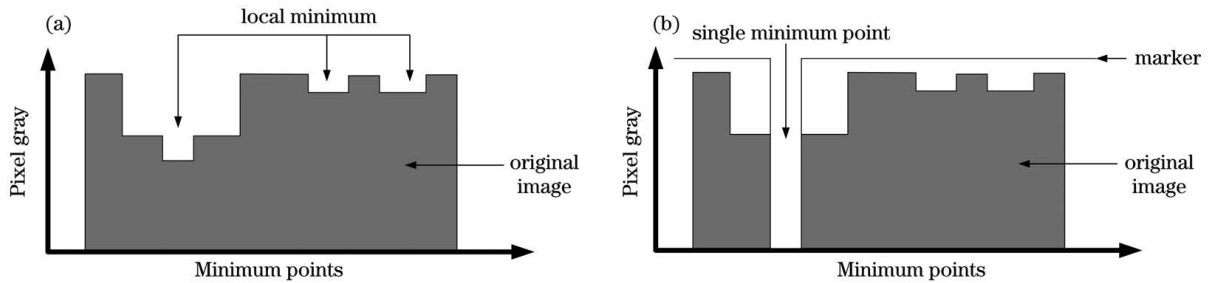 (a)
local minimum
Pixel gray
original
image
Minimum points
(b)
single minimum point
marker
Pixel gray
original
image
Minimum points